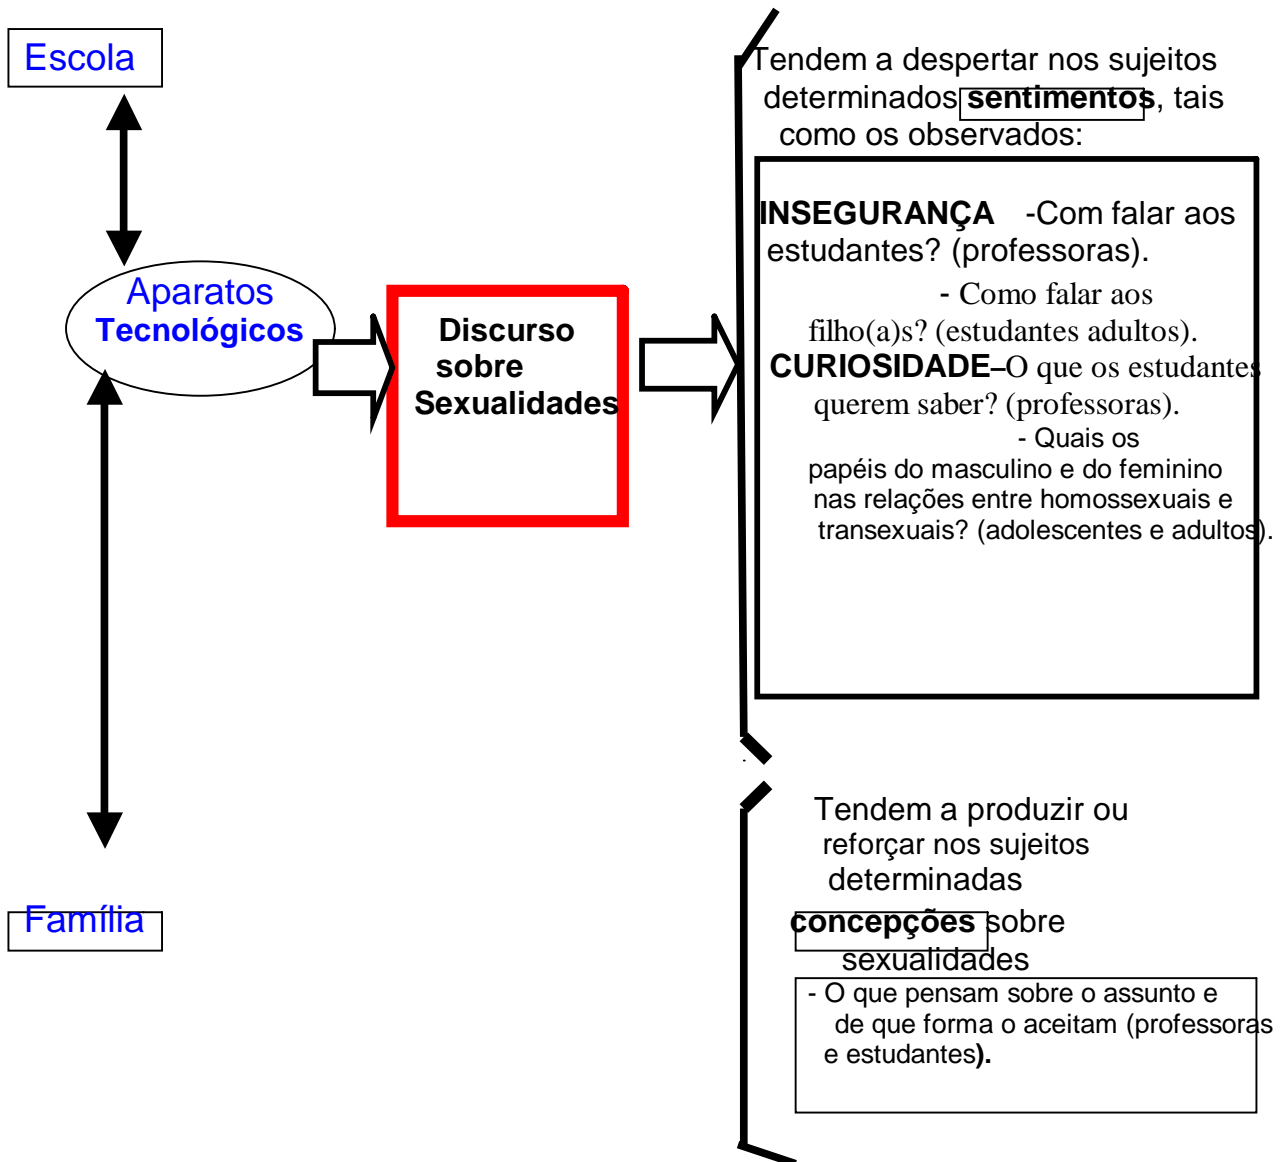 Escola
Aparatos
Tecnológicos
Família
Discurso
sobre
Sexualidades
Tendem a despertar nos sujeitos
determinados sentimentos, tais
como os observados:
INSEGURANÇA -Com falar aos
estudantes? (professoras).
- Como falar aos
filho(a)s? (estudantes adultos).
CURIOSIDADE–O que os estudantes
querem saber? (professoras).
- Quais os
papéis do masculino e do feminino
nas relações entre homossexuais e
transexuais? (adolescentes e adultos).
Tendem a produzir ou
reforçar nos sujeitos
determinadas
concepções sobre
sexualidades
- O que pensam sobre o assunto e
de que forma o aceitam (professoras
e estudantes).